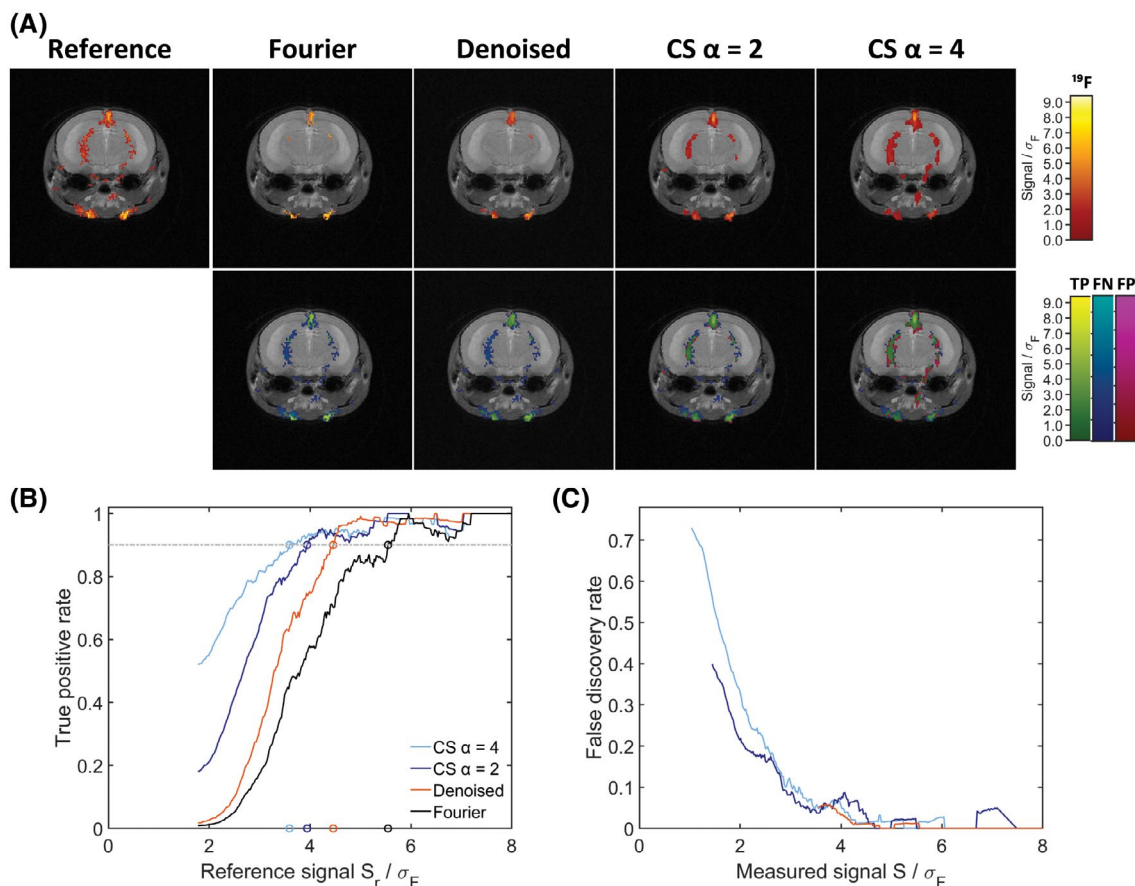 (A)
Reference
Fourier
Denoised
CS α = 2
CS α = 4
¹⁹F
9.0
8.0
7.0
6.0
5.0
4.0
3.0
2.0
1.0
0.0
Signal / σF
TP FN FP
9.0
8.0
7.0
6.0
5.0
4.0
3.0
2.0
1.0
0.0
Signal / σF
(B)
1
0.8
0.6
0.4
0.2
0
0
2
4
6
8
True positive rate
Reference signal Sr / σF
CS α = 4
CS α = 2
Denoised
Fourier
(C)
0.7
0.6
0.5
0.4
0.3
0.2
0.1
0
0
2
4
6
8
False discovery rate
Measured signal S / σF